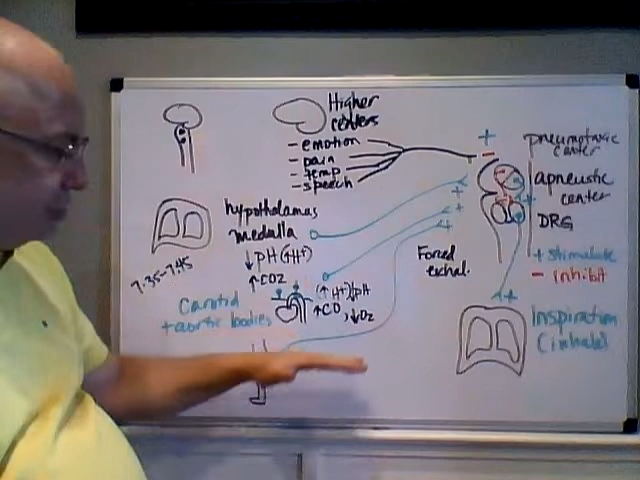 Higher
centers
- emotion
- pain
- temp
- speech
hypothalamus
medulla
↓ pH (↑H+)
↑ CO2
7.35-7.45
Carotid
+ aortic bodies
(↑ H+) ↓pH
↑ CO2 ↓O2
Forced
exhal.
+
-
pneumotaxic
center
apneustic
center
DRG
+ stimulate
- inhibit
+ + +
++
Inspiration
(inhale)